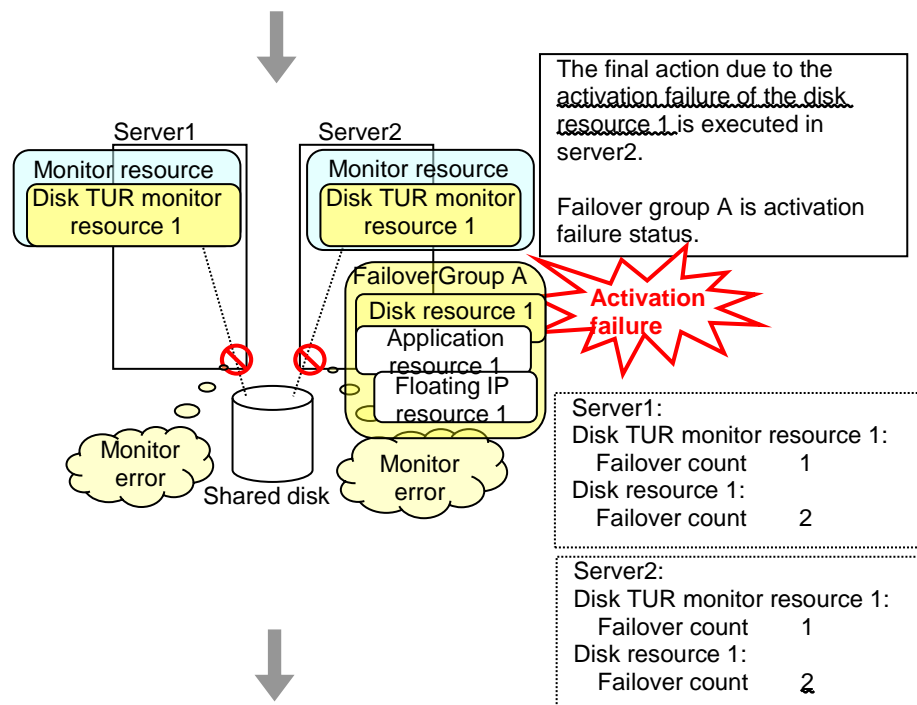 The final action due to the
activation failure of the disk
resource 1 is executed in
server2.
Failover group A is activation
failure status.
Server1
Monitor resource
Disk TUR monitor
resource 1
Server2
Monitor resource
Disk TUR monitor
resource 1
FailoverGroup A
Disk resource 1
Application
resource 1
Floating IP
resource 1
Activation
failure
Monitor
error
Shared disk
Monitor
error
Server1:
Disk TUR monitor resource 1:
Failover count 1
Disk resource 1:
Failover count 2
Server2:
Disk TUR monitor resource 1:
Failover count 1
Disk resource 1:
Failover count 2